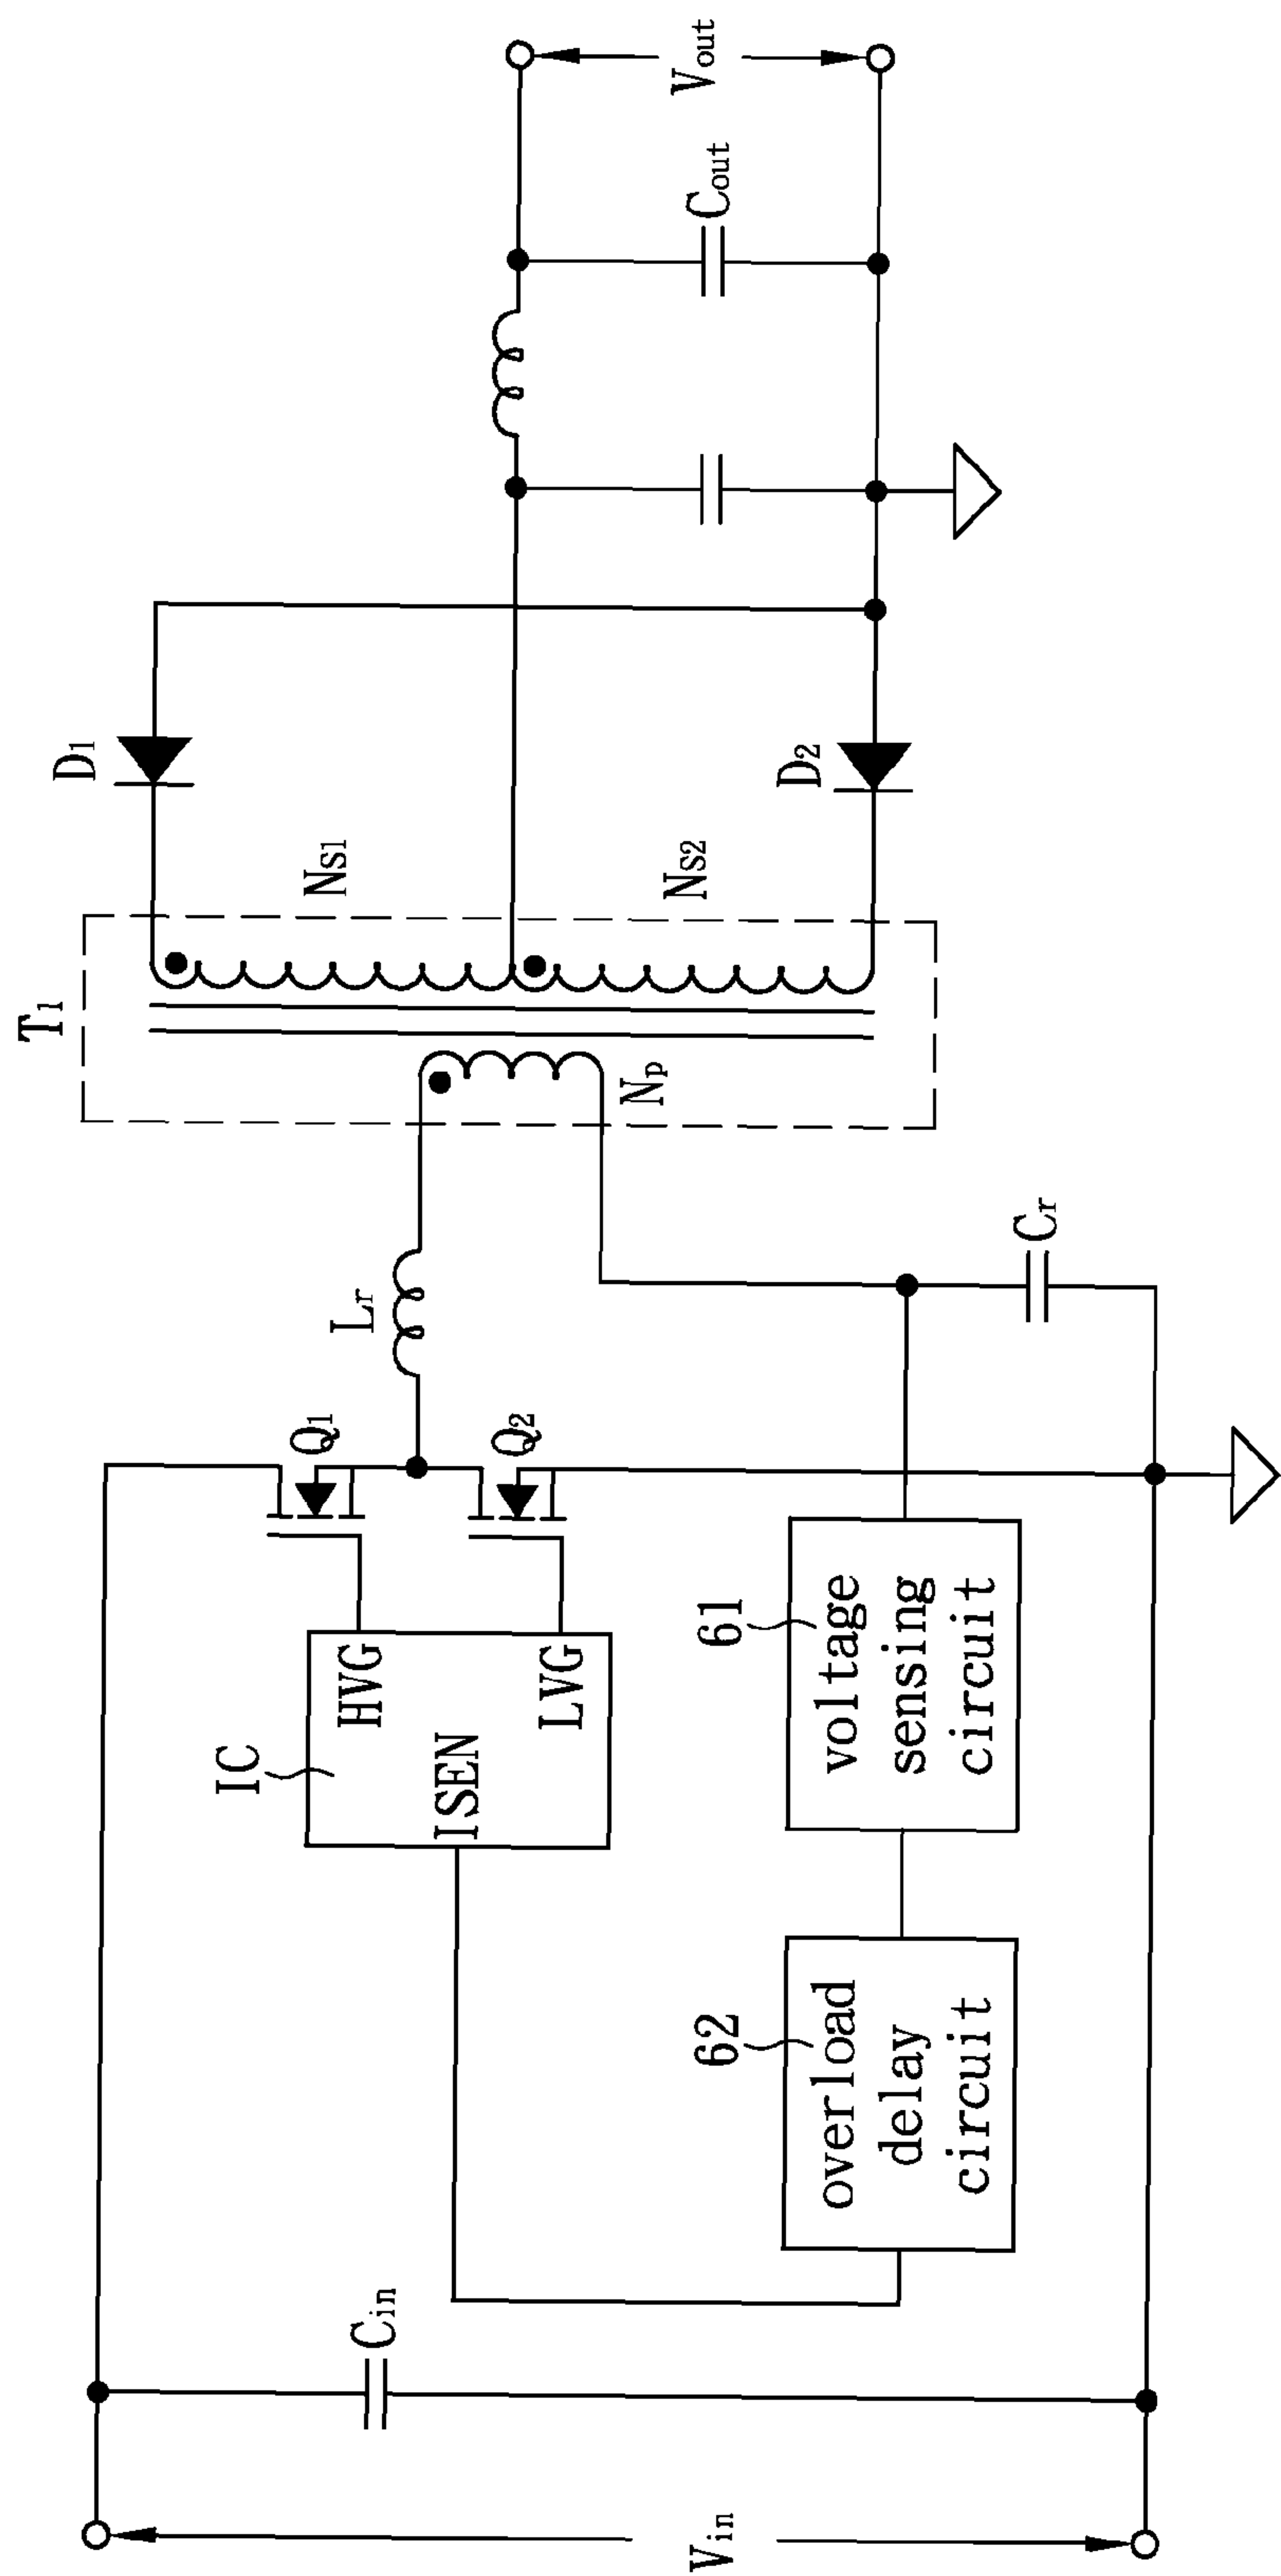 Vin
Cin
IC
HVG
ISEN
LVG
Q1
Q2
Lr
62
overload
delay
circuit
61
voltage
sensing
circuit
Cr
T1
Np
NS1
NS2
D1
D2
Cout
Vout